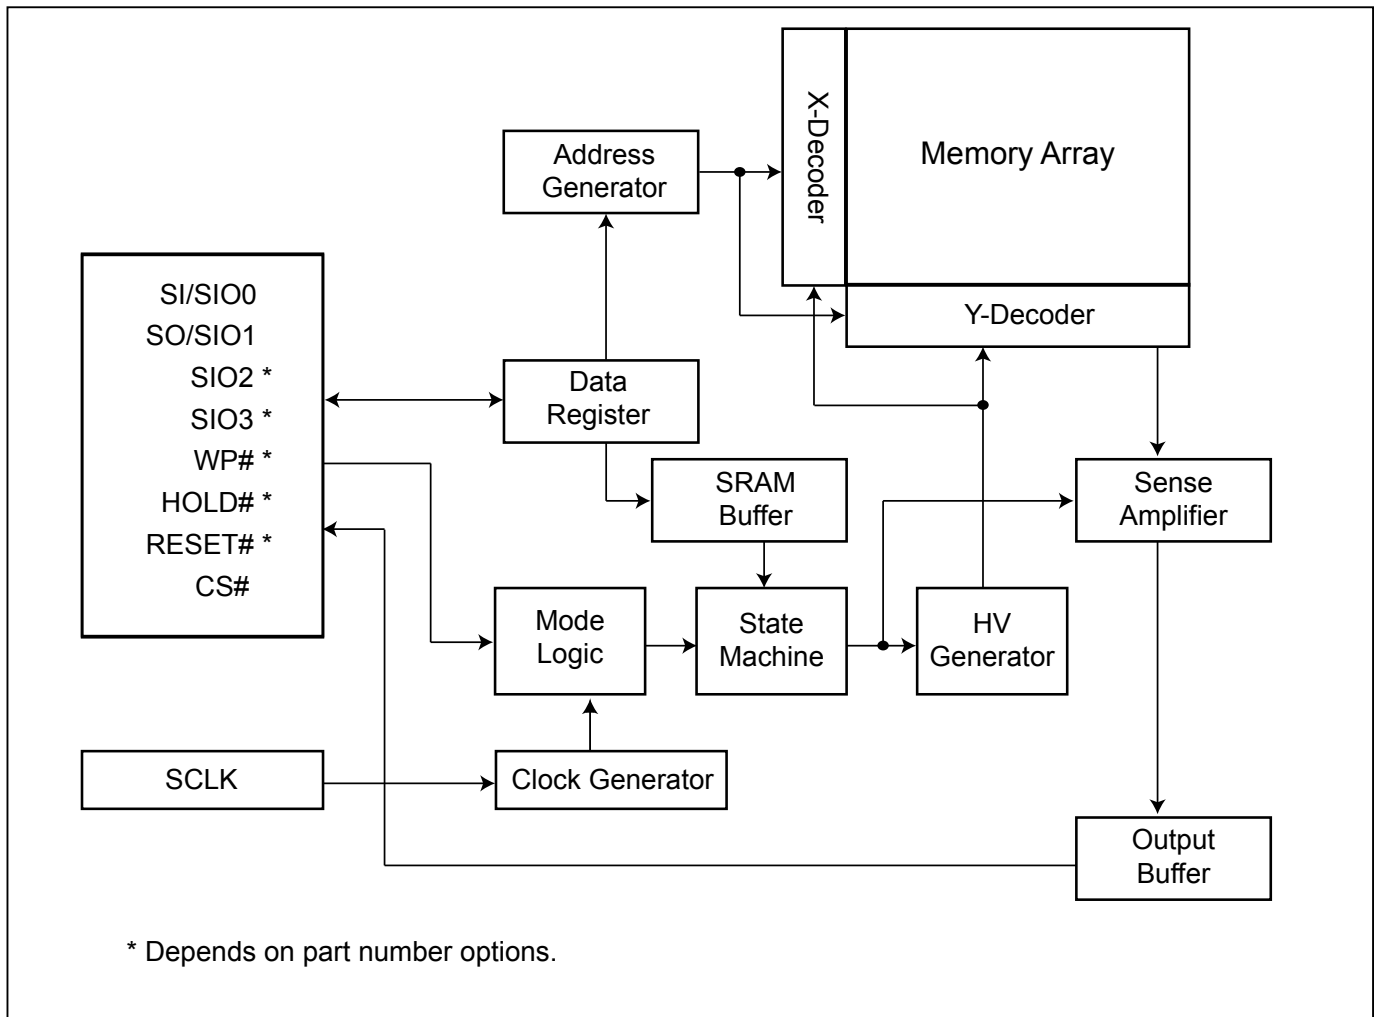 X-Decoder
Memory Array
Address
Generator
Y-Decoder
SI/SIO0
SO/SIO1
SIO2 *
SIO3 *
WP# *
HOLD# *
RESET# *
CS#
Data
Register
SRAM
Buffer
Sense
Amplifier
Mode
Logic
State
Machine
HV
Generator
SCLK
Clock Generator
Output
Buffer
* Depends on part number options.